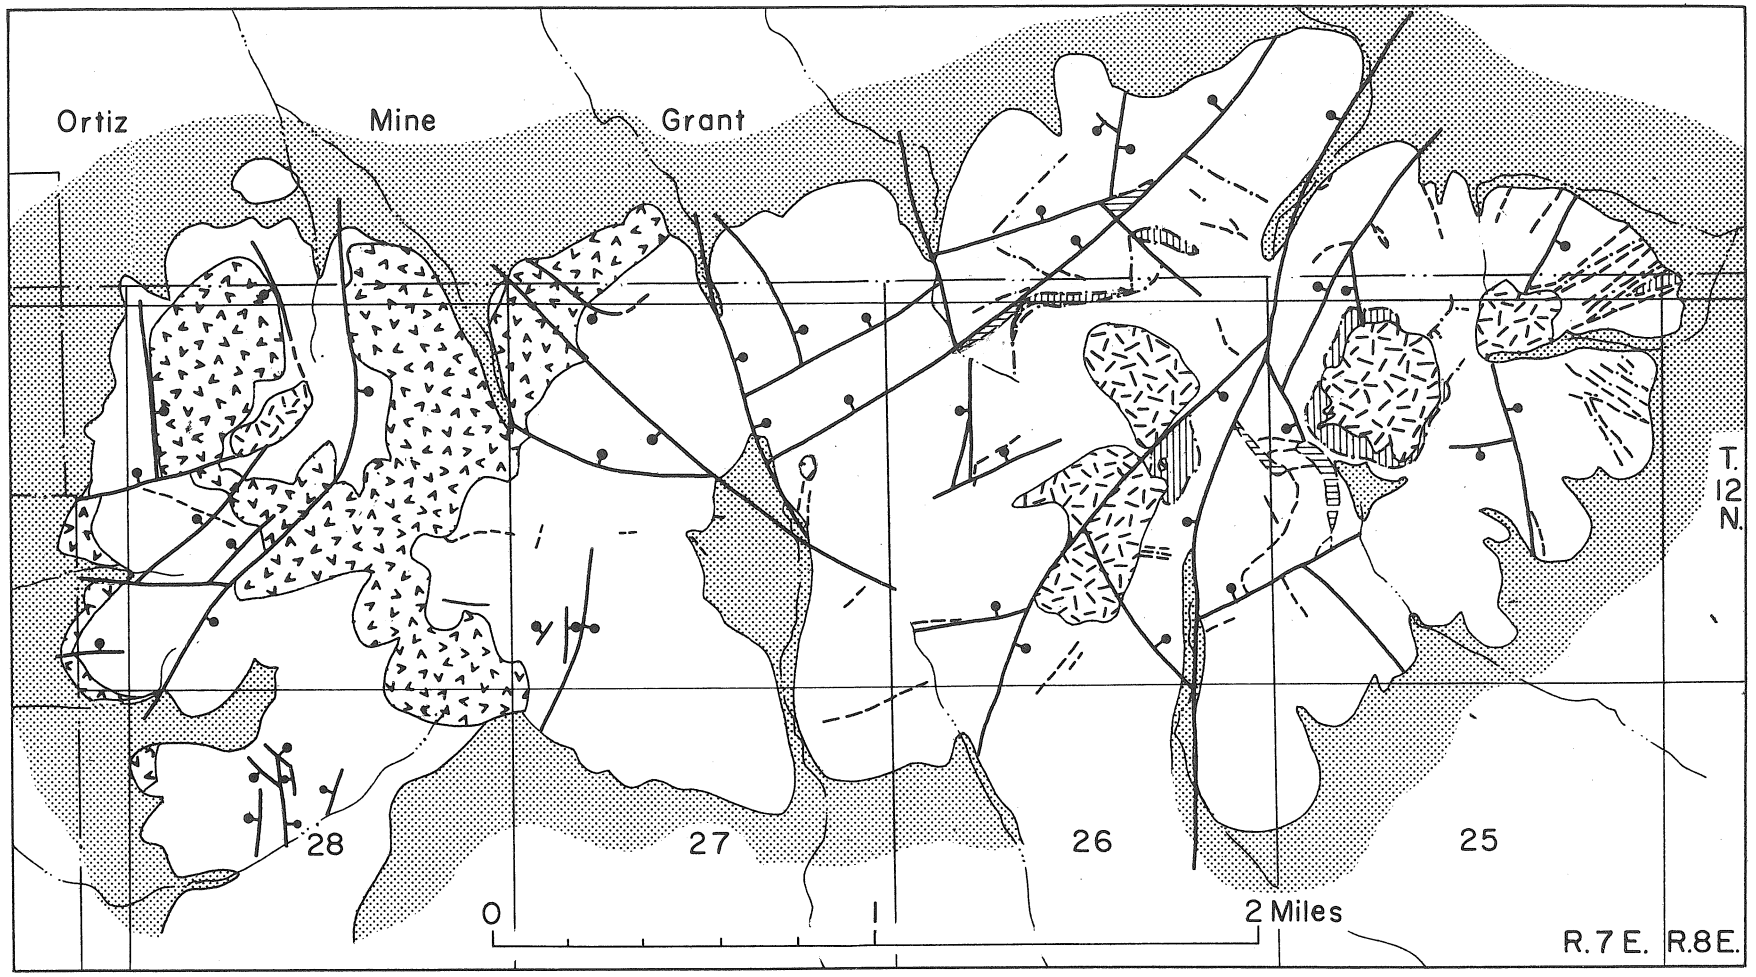 Ortiz Mine Grant
T.
12
N.
28 27 26 25
0 1 2 Miles
R.7 E. R.8 E.